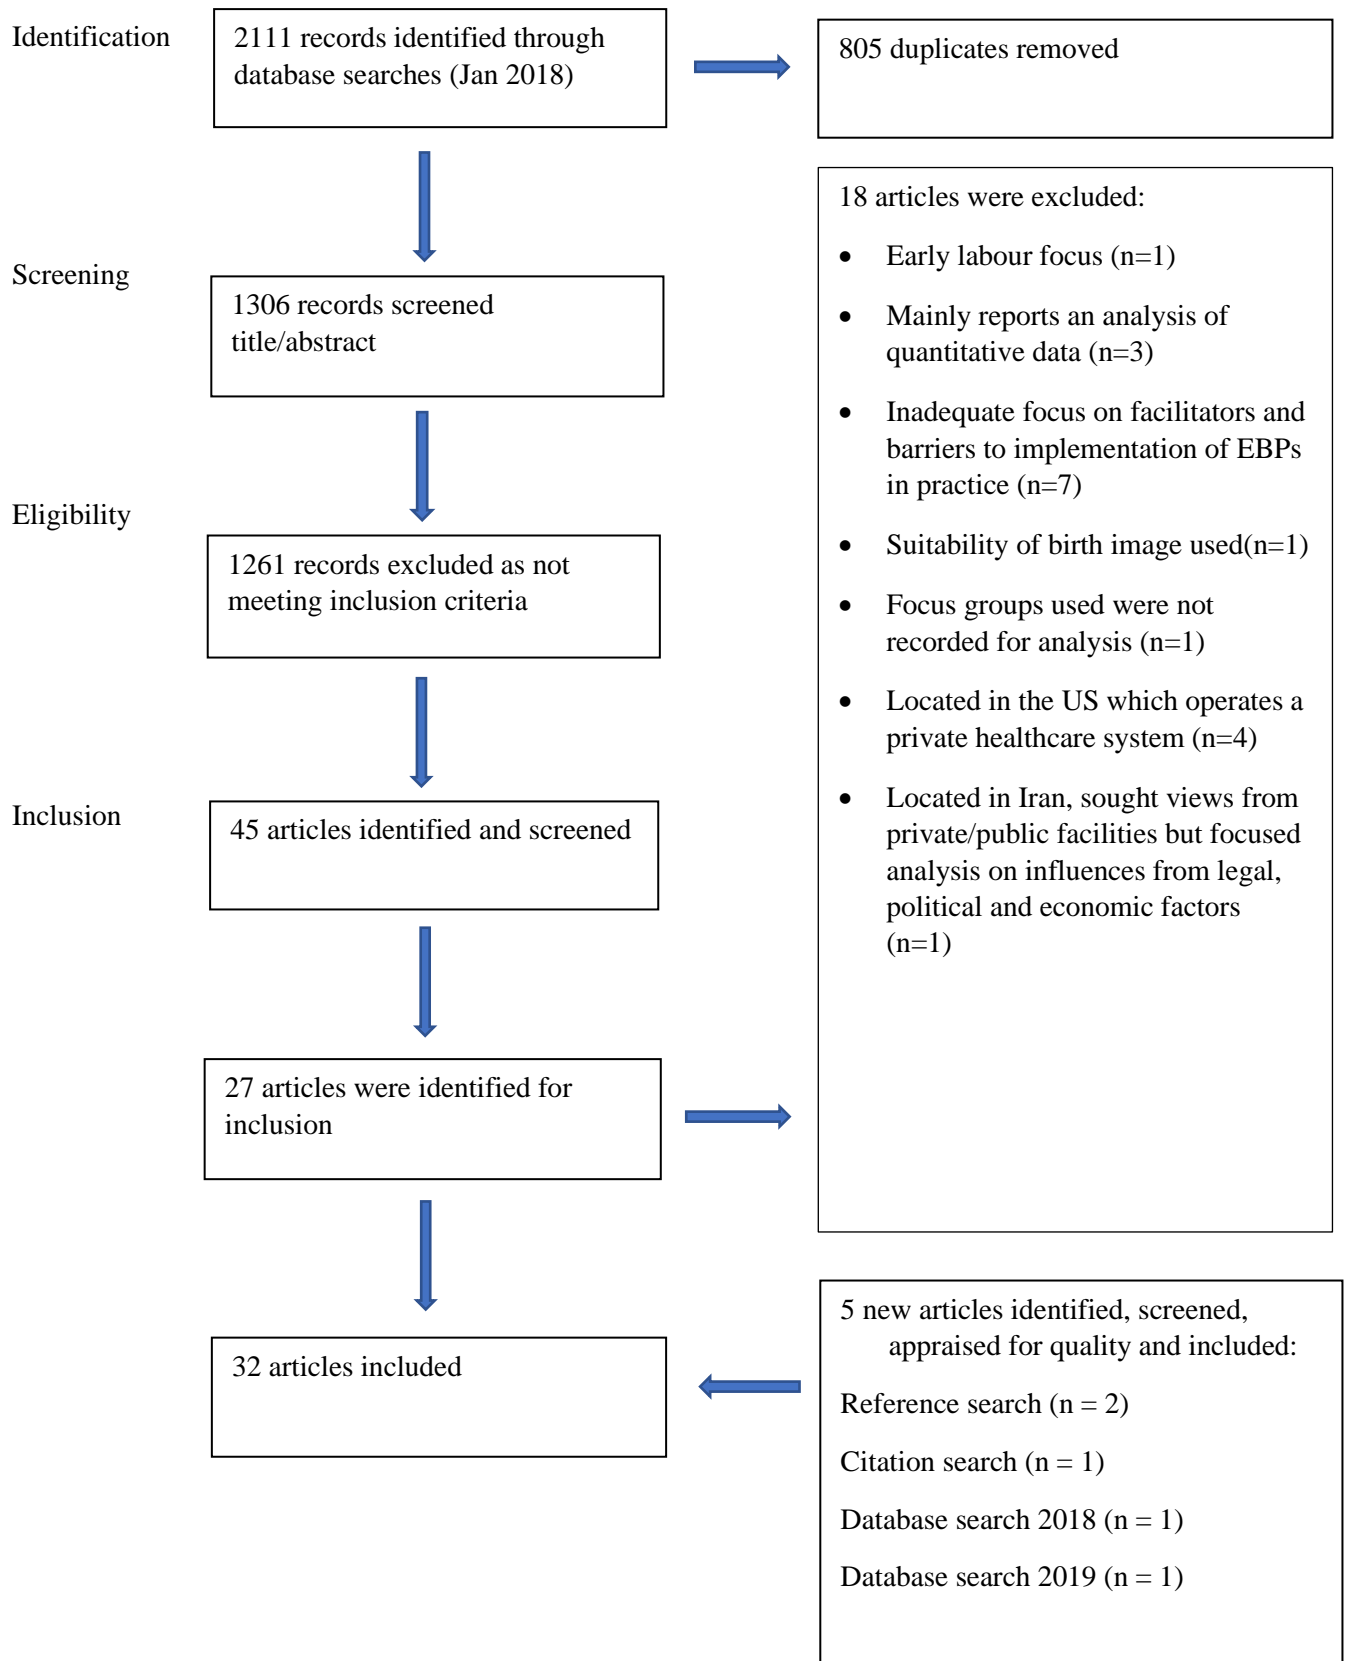 Identification
2111 records identified through
database searches (Jan 2018)
805 duplicates removed
Screening
1306 records screened
title/abstract
18 articles were excluded:
• Early labour focus (n=1)
• Mainly reports an analysis of
quantitative data (n=3)
• Inadequate focus on facilitators and
barriers to implementation of EBPs
in practice (n=7)
• Suitability of birth image used(n=1)
• Focus groups used were not
recorded for analysis (n=1)
• Located in the US which operates a
private healthcare system (n=4)
• Located in Iran, sought views from
private/public facilities but focused
analysis on influences from legal,
political and economic factors
(n=1)
Eligibility
1261 records excluded as not
meeting inclusion criteria
Inclusion
45 articles identified and screened
27 articles were identified for
inclusion
32 articles included
5 new articles identified, screened,
appraised for quality and included:
Reference search (n = 2)
Citation search (n = 1)
Database search 2018 (n = 1)
Database search 2019 (n = 1)